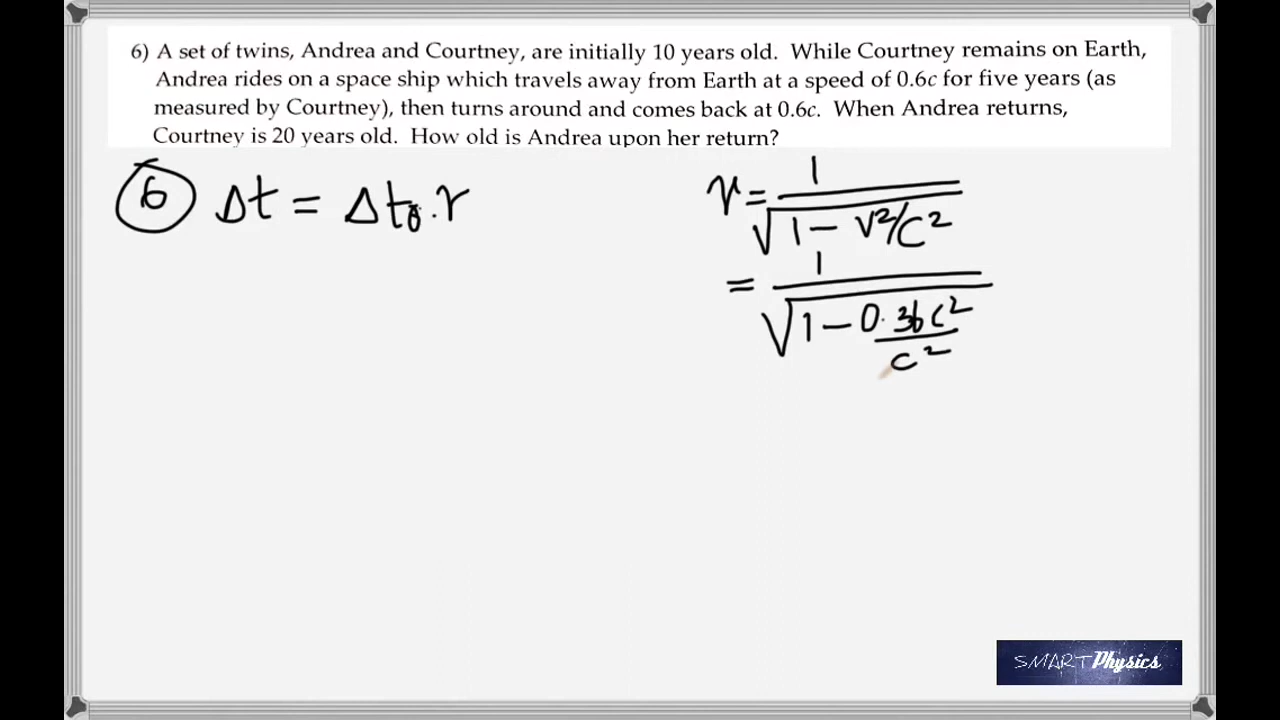 6) A set of twins, Andrea and Courtney, are initially 10 years old. While Courtney remains on Earth,
Andrea rides on a space ship which travels away from Earth at a speed of 0.6c for five years (as
measured by Courtney), then turns around and comes back at 0.6c. When Andrea returns,
Courtney is 20 years old. How old is Andrea upon her return?
6 Δt = Δt₀.γ
γ = 1/√(1 − V²/C²)
= 1/√(1 − 0.36C²/C²)
SMARTPhysics